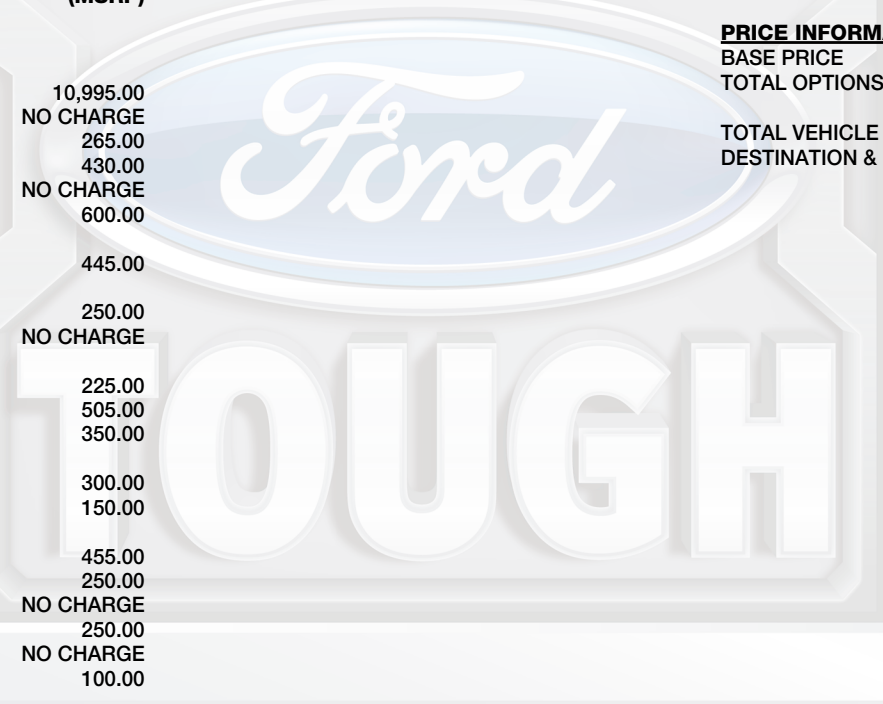 (MSRP)
PRICE INFORMA
BASE PRICE
TOTAL OPTIONS
TOTAL VEHICLE
DESTINATION &
10,995.00
NO CHARGE
265.00
430.00
NO CHARGE
600.00
445.00
250.00
NO CHARGE
225.00
505.00
350.00
300.00
150.00
455.00
250.00
NO CHARGE
250.00
NO CHARGE
100.00
Ford
TOUGH